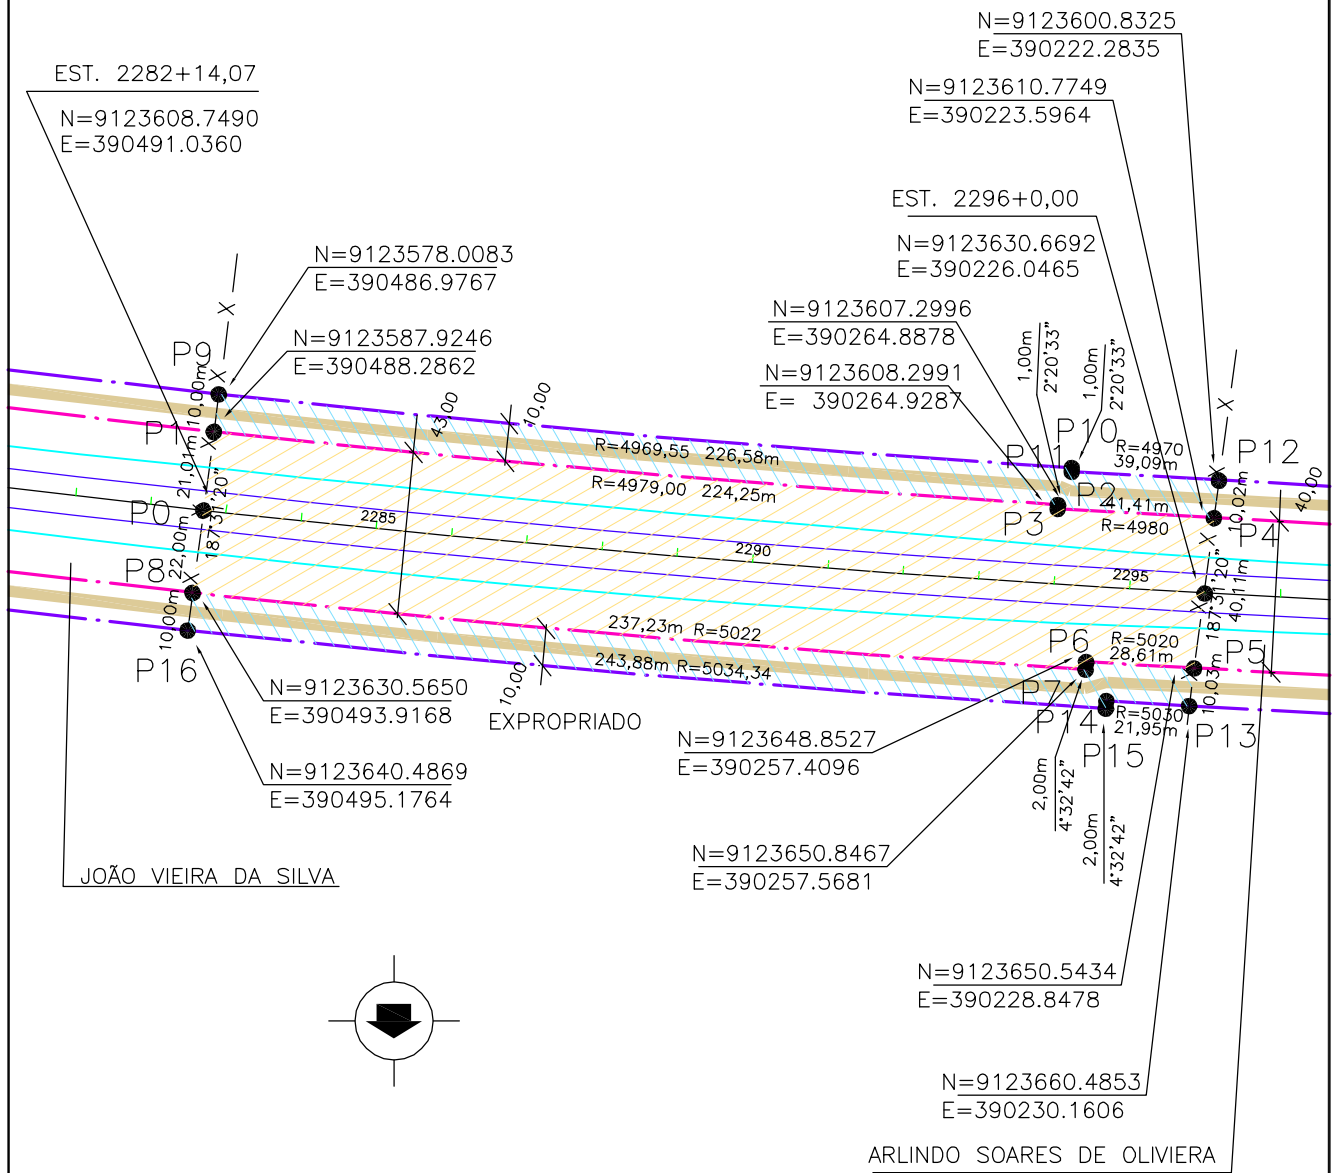 N=9123600.8325
E=390222.2835
EST. 2282+14,07
N=9123610.7749
E=390223.5964
N=9123608.7490
E=390491.0360
EST. 2296+0,00
N=9123578.0083
E=390486.9767
N=9123630.6692
E=390226.0465
N=9123607.2996
E=390264.8878
N=9123587.9246
E=390488.2862
N=9123608.2991
E= 390264.9287
1,00m
2°20'33"
1,00m
2°20'33"
P9
10,00m
43,00
10,00
P1
R=4969,55 226,58m
R=4979,00 224,25m
P10
P11
R=4970
39,09m
P12
10,02m
40,00
P2
41,41m
P3
R=4980
P4
21,01m
187°31'20"
P0
22,00m
2285
2290
2295
187°31'20"
40,11m
P8
10,00m
P16
237,23m R=5022
243,88m R=5034,34
10,00
P6
R=5020
28,61m
P5
P7
P14
R=5030
21,95m
10,03m
P13
P15
N=9123630.5650
E=390493.9168
EXPROPRIADO
N=9123648.8527
E=390257.4096
N=9123640.4869
E=390495.1764
2,00m
4°32'42"
2,00m
4°32'42"
N=9123650.8467
E=390257.5681
JOÃO VIEIRA DA SILVA
N=9123650.5434
E=390228.8478
N=9123660.4853
E=390230.1606
ARLINDO SOARES DE OLIVIERA
X
X
X
X
X
X
X
X
X
X